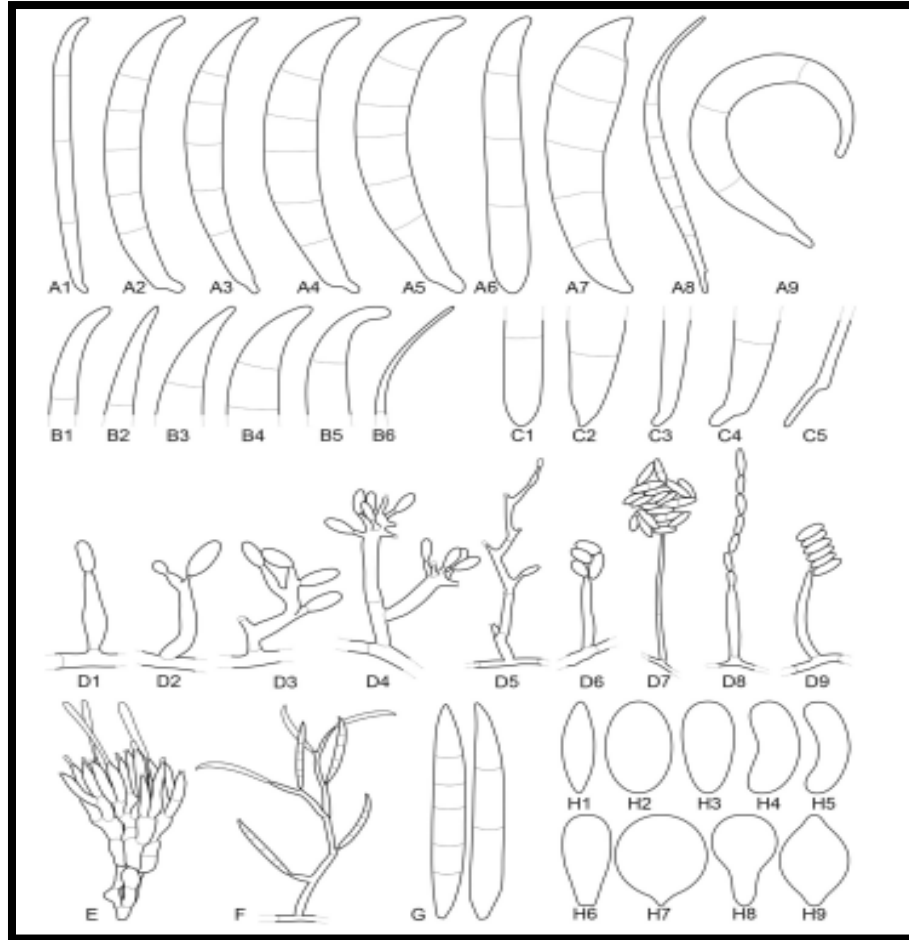 A1 A2 A3 A4 A5 A6 A7 A8 A9
B1 B2 B3 B4 B5 B6 C1 C2 C3 C4 C5
D1 D2 D3 D4 D5 D6 D7 D8 D9
H1 H2 H3 H4 H5
E F G H6 H7 H8 H9